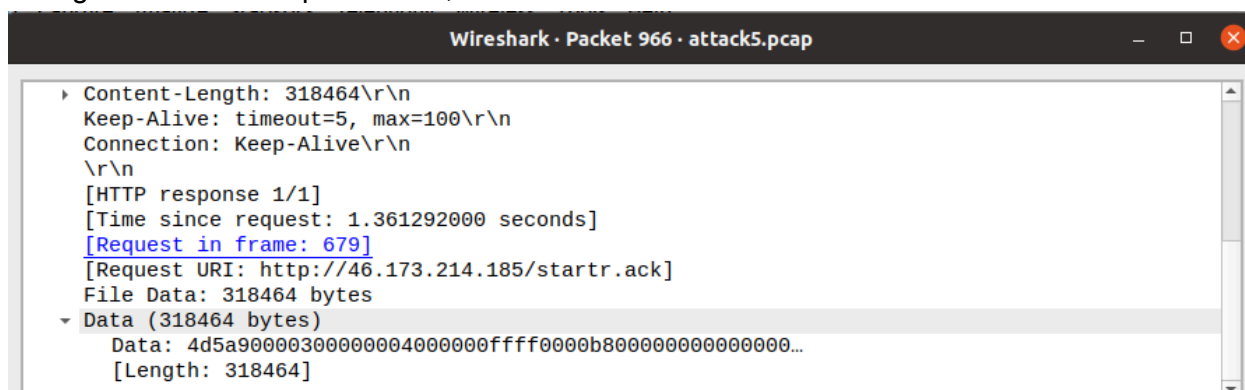 Wireshark · Packet 966 · attack5.pcap
Content-Length: 318464\r\n
Keep-Alive: timeout=5, max=100\r\n
Connection: Keep-Alive\r\n
\r\n
[HTTP response 1/1]
[Time since request: 1.361292000 seconds]
[Request in frame: 679]
[Request URI: http://46.173.214.185/startr.ack]
File Data: 318464 bytes
Data (318464 bytes)
Data: 4d5a90000300000004000000ffff0000b800000000000000…
[Length: 318464]